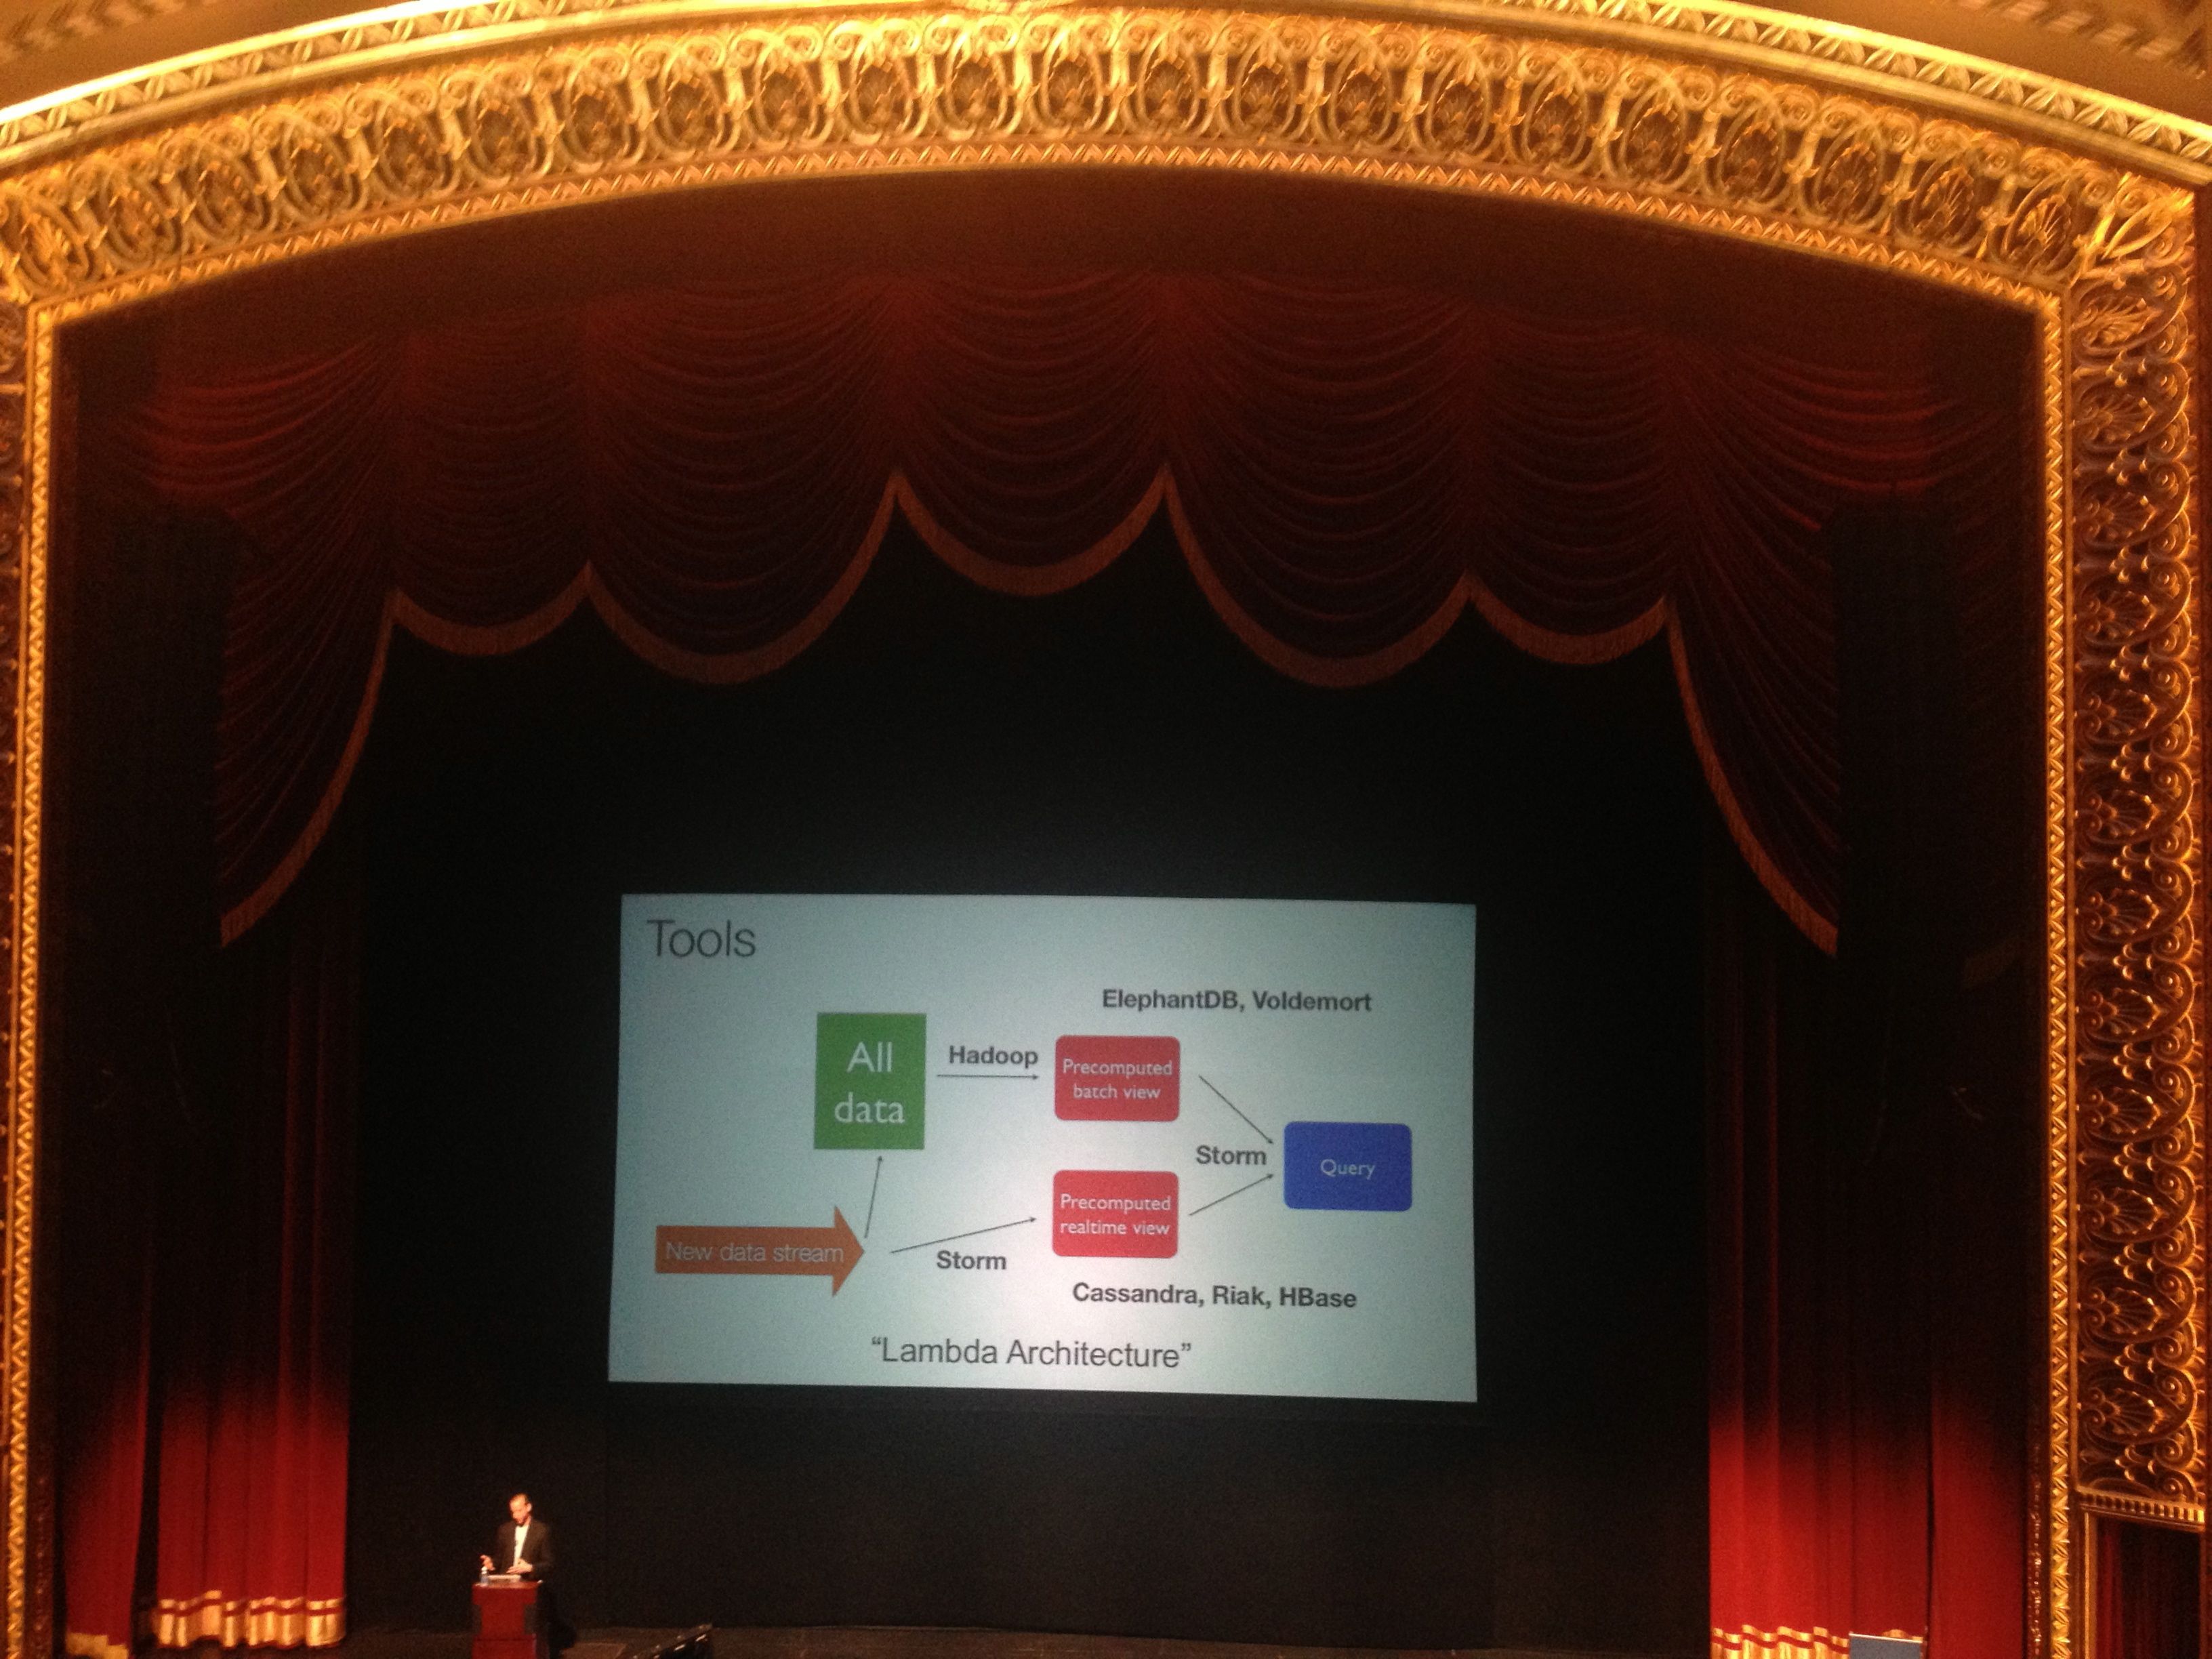 Tools
ElephantDB, Voldemort
All
data
Hadoop
Precomputed
batch view
Storm
Query
New data stream
Storm
Precomputed
realtime view
Cassandra, Riak, HBase
“Lambda Architecture”